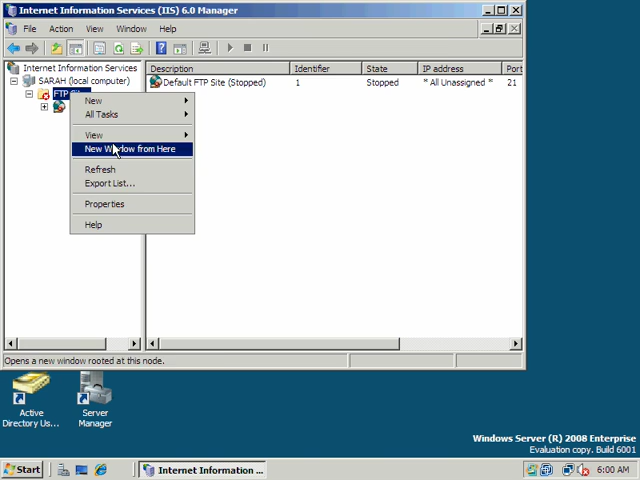 Internet Information Services (IIS) 6.0 Manager
File Action View Window Help
Internet Information Services
SARAH (local computer)
FTP
Description Identifier State IP address Port
Default FTP Site (Stopped) 1 Stopped * All Unassigned * 21
New
All Tasks
View
New Window from Here
Refresh
Export List...
Properties
Help
Opens a new window rooted at this node.
Active
Directory Us...
Server
Manager
Windows Server (R) 2008 Enterprise
Evaluation copy. Build 6001
Start
Internet Information ...
6:00 AM